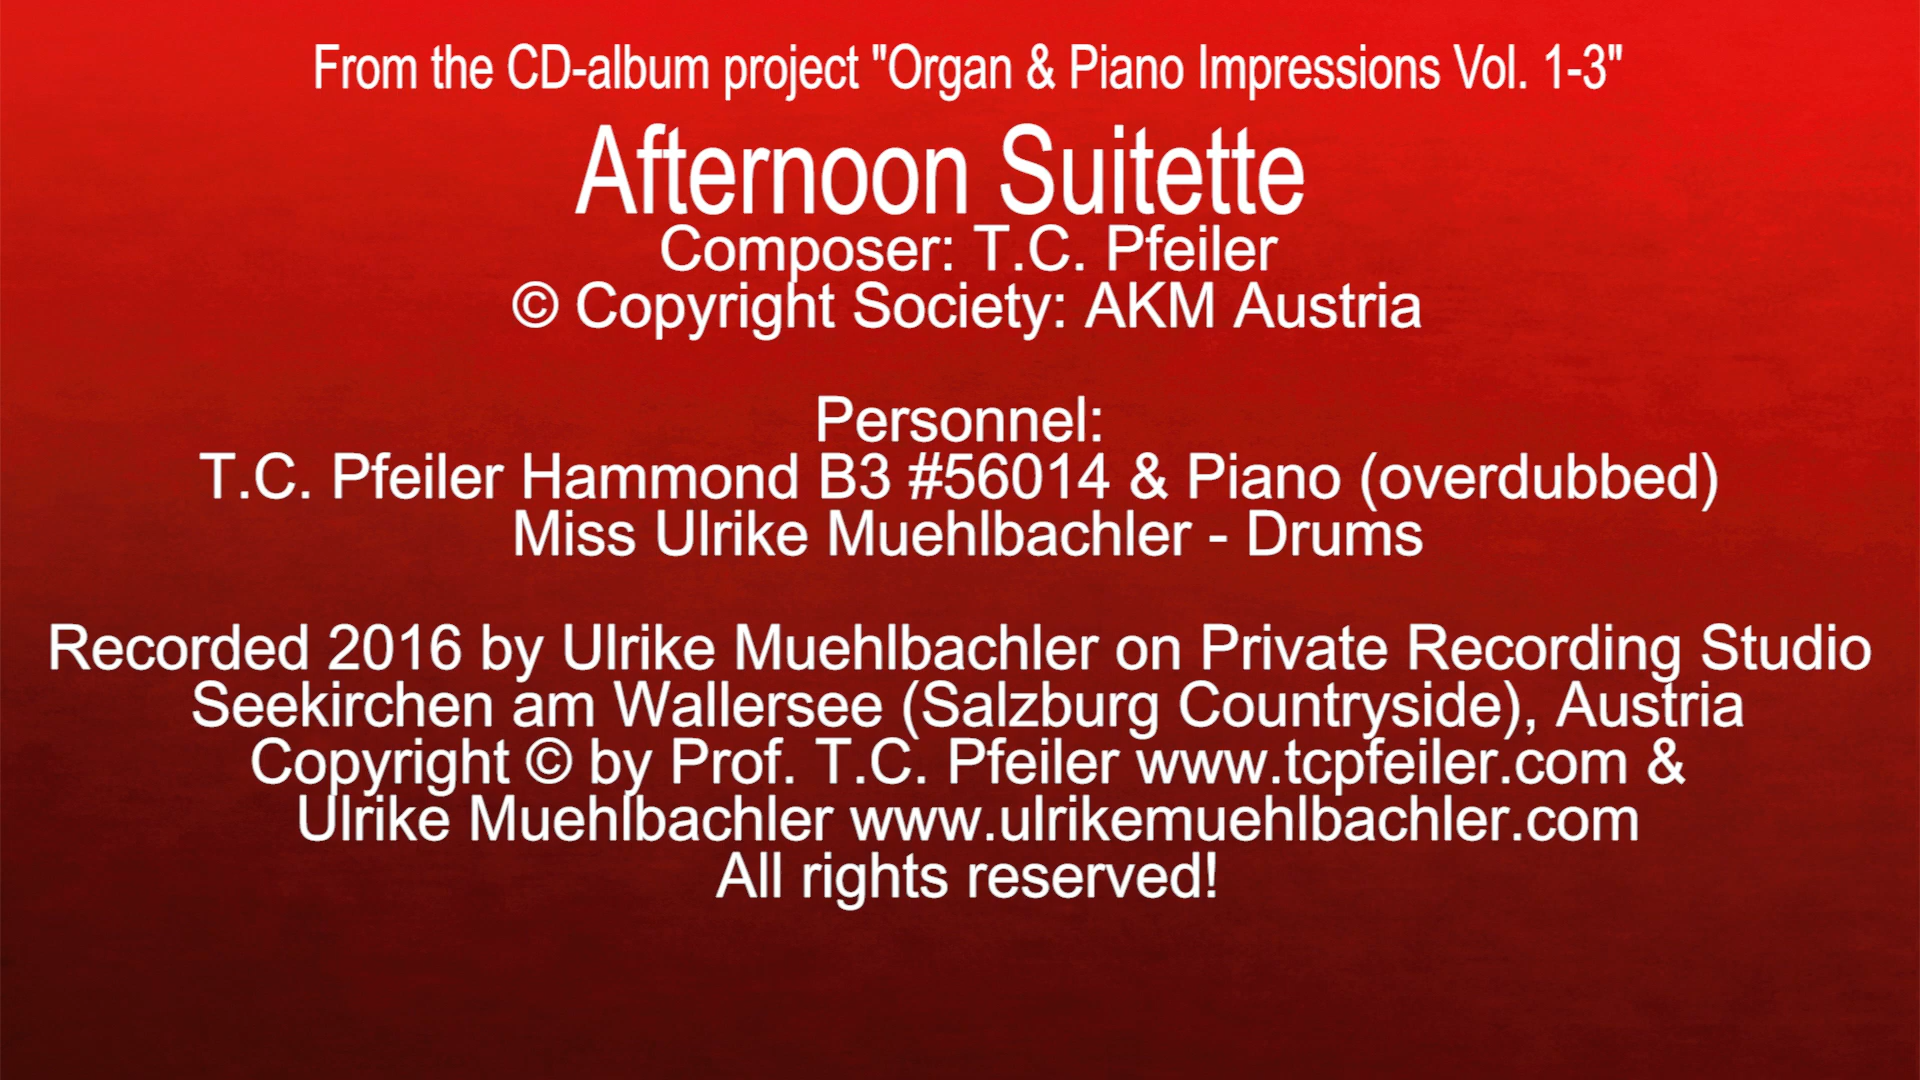 From the CD-album project "Organ & Piano Impressions Vol. 1-3"
Afternoon Suitette
Composer: T.C. Pfeiler
© Copyright Society: AKM Austria
Personnel:
T.C. Pfeiler Hammond B3 #56014 & Piano (overdubbed)
Miss Ulrike Muehlbachler - Drums
Recorded 2016 by Ulrike Muehlbachler on Private Recording Studio
Seekirchen am Wallersee (Salzburg Countryside), Austria
Copyright © by Prof. T.C. Pfeiler www.tcpfeiler.com &
Ulrike Muehlbachler www.ulrikemuehlbachler.com
All rights reserved!